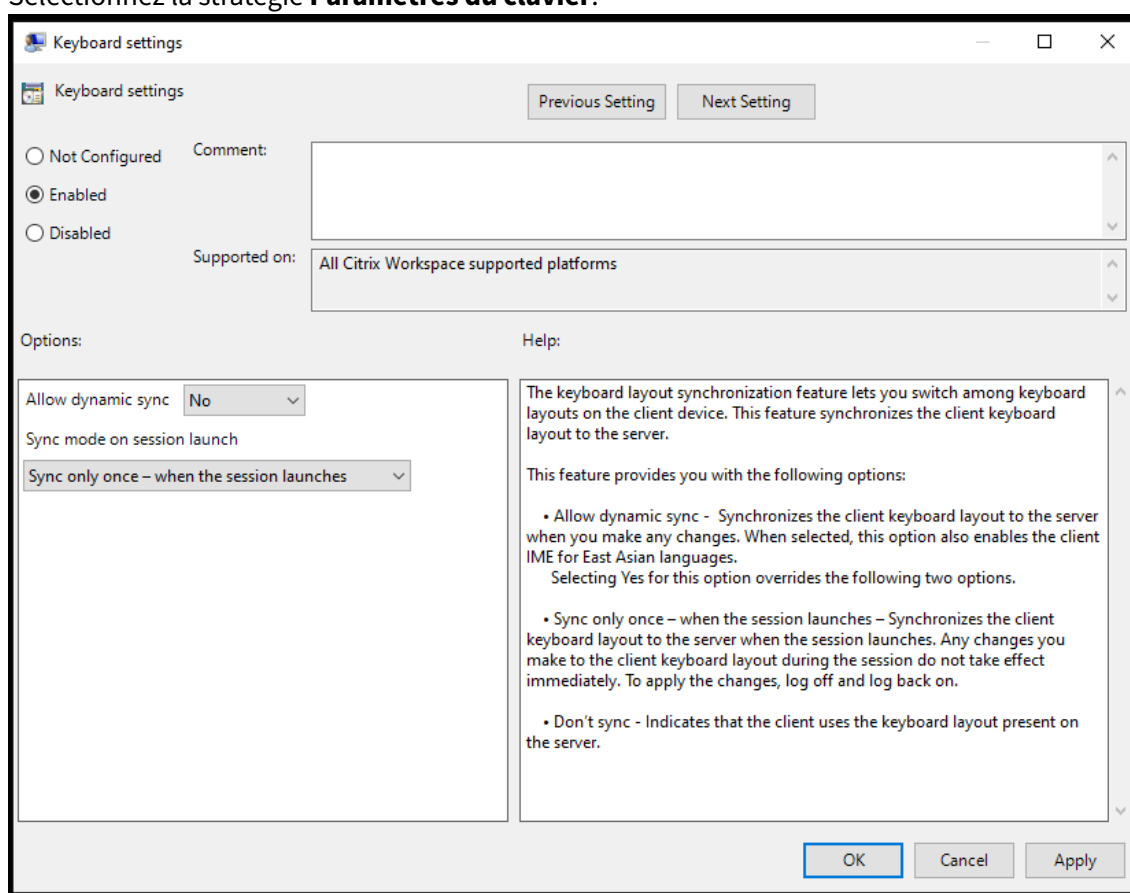 Sélectionnez la stratégie Paramètres du clavier.
Keyboard settings
Keyboard settings
Previous Setting
Next Setting
Not Configured
Comment:
Enabled
Disabled
Supported on:
All Citrix Workspace supported platforms
Options:
Help:
Allow dynamic sync No
Sync mode on session launch
Sync only once – when the session launches
The keyboard layout synchronization feature lets you switch among keyboard
layouts on the client device. This feature synchronizes the client keyboard
layout to the server.
This feature provides you with the following options:
• Allow dynamic sync - Synchronizes the client keyboard layout to the server
when you make any changes. When selected, this option also enables the client
IME for East Asian languages.
Selecting Yes for this option overrides the following two options.
• Sync only once – when the session launches – Synchronizes the client
keyboard layout to the server when the session launches. Any changes you
make to the client keyboard layout during the session do not take effect
immediately. To apply the changes, log off and log back on.
• Don't sync - Indicates that the client uses the keyboard layout present on
the server.
OK
Cancel
Apply